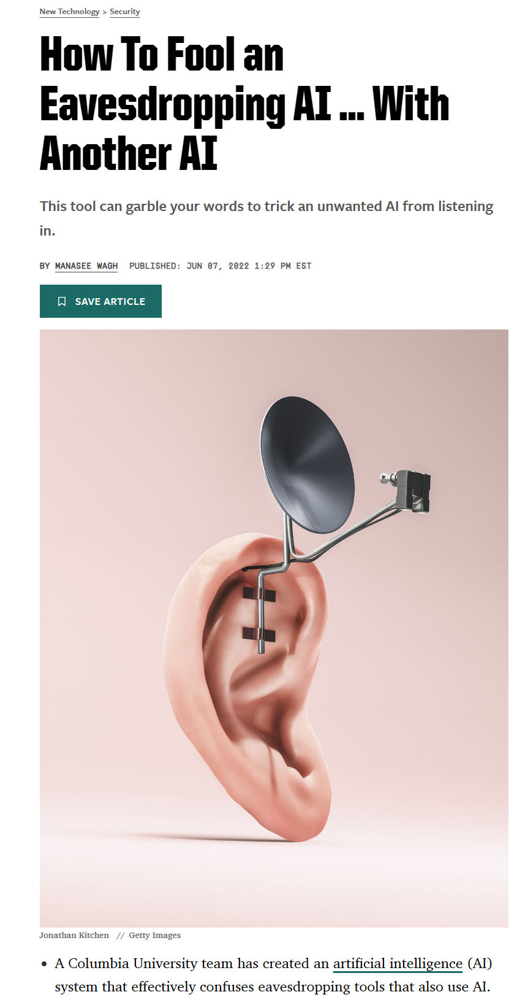 New Technology > Security
How To Fool an
Eavesdropping AI ... With
Another AI
This tool can garble your words to trick an unwanted AI from listening
in.
BY MANASEE WAGH PUBLISHED: JUN 07, 2022 1:29 PM EST
SAVE ARTICLE
Jonathan Kitchen // Getty Images
• A Columbia University team has created an artificial intelligence (AI)
system that effectively confuses eavesdropping tools that also use AI.